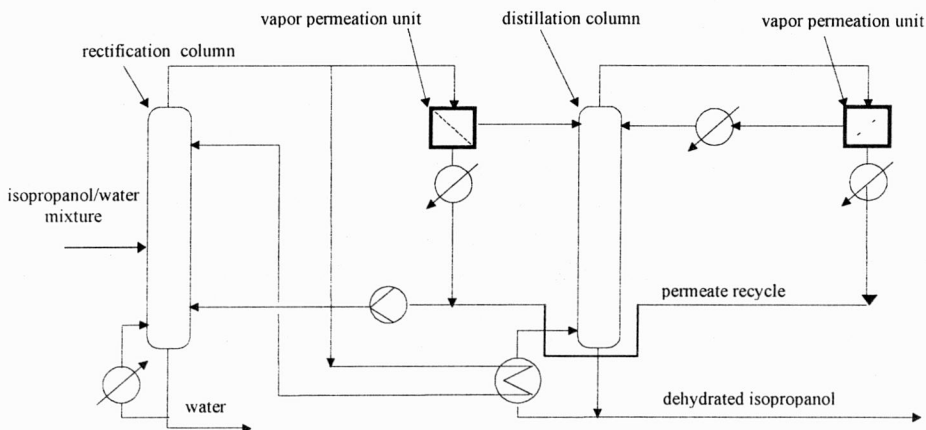 vapor permeation unit
distillation column
vapor permeation unit
rectification column
isopropanol/water
mixture
permeate recycle
water
dehydrated isopropanol